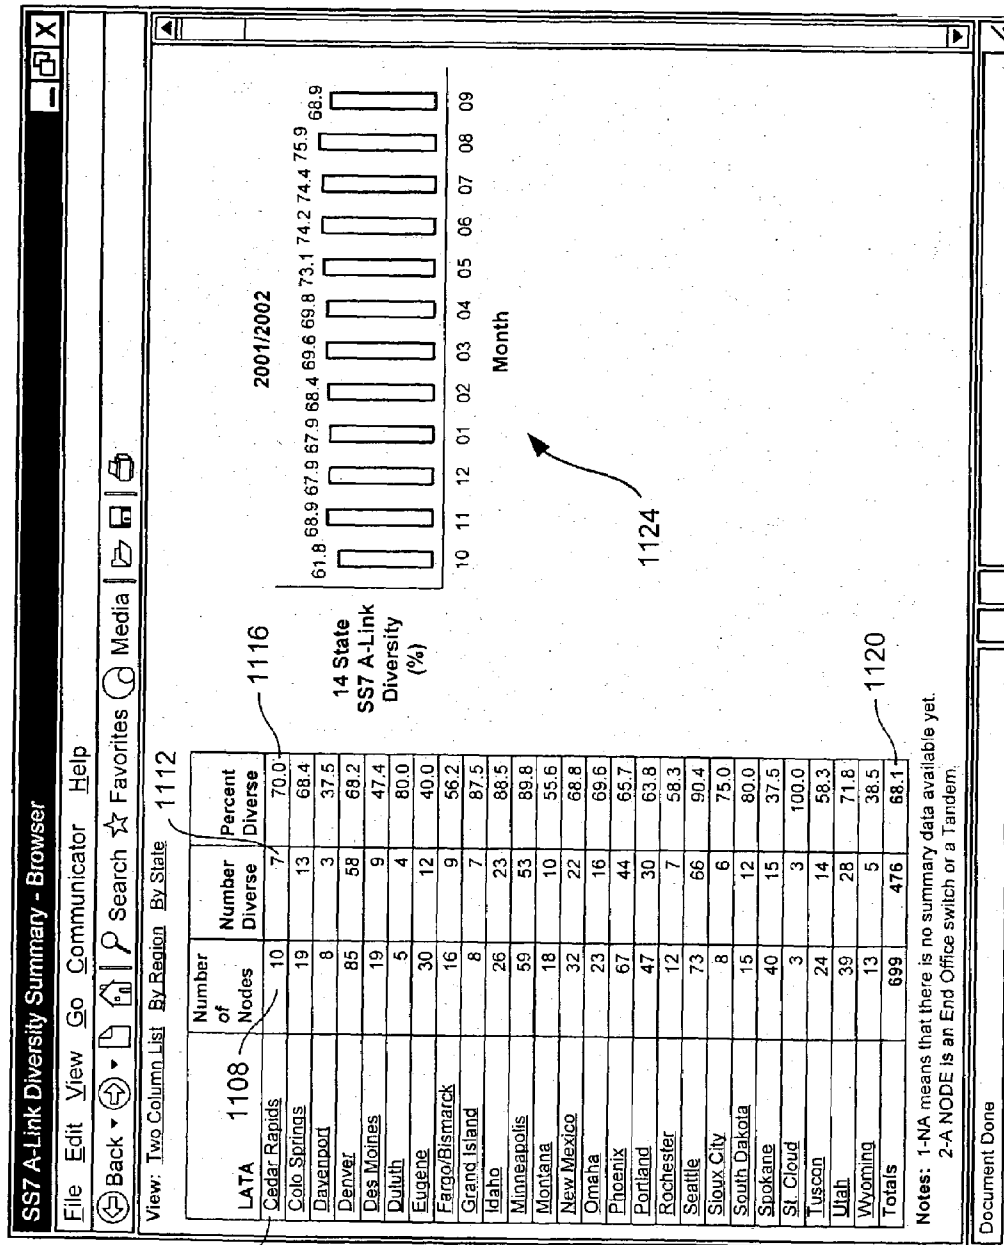 SS7 A-Link Diversity Summary - Browser
File Edit View Go Communicator Help
Back Search Favorites Media
View: Two Column List By Region By State
LATA Number of Nodes Number Diverse Percent Diverse
Cedar Rapids 10 7 70.0
Colo Springs 19 13 68.4
Davenport 8 3 37.5
Denver 85 58 68.2
Des Moines 19 9 47.4
Duluth 5 4 80.0
Eugene 30 12 40.0
Fargo/Bismarck 16 9 56.2
Grand Island 8 7 87.5
Idaho 26 23 88.5
Minneapolis 59 53 89.8
Montana 18 10 55.6
New Mexico 32 22 68.8
Omaha 23 16 69.6
Phoenix 67 44 65.7
Portland 47 30 63.8
Rochester 12 7 58.3
Seattle 73 66 90.4
Sioux City 8 6 75.0
South Dakota 15 12 80.0
Spokane 40 15 37.5
St. Cloud 3 3 100.0
Tuscon 24 14 58.3
Utah 39 28 71.8
Wyoming 13 5 38.5
Totals 699 476 68.1
1108
1112
1116
1120
Notes: 1-NA means that there is no summary data available yet.
2-A NODE is an End Office switch or a Tandem.
2001/2002
14 State
SS7 A-Link
Diversity
(%)
61.8 68.9 67.9 67.9 68.4 69.6 69.8 73.1 74.2 74.4 75.9 68.9
10 11 12 01 02 03 04 05 06 07 08 09
Month
1124
Document Done